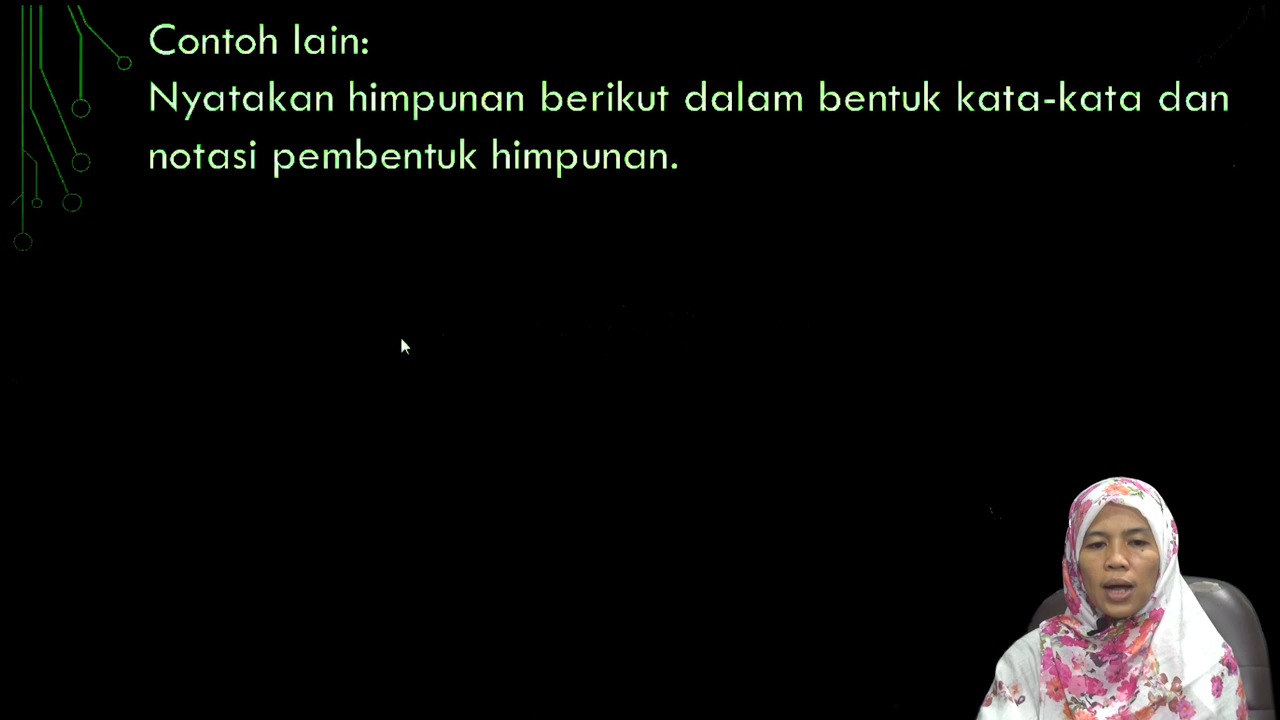 Contoh lain:
Nyatakan himpunan berikut dalam bentuk kata-kata dan
notasi pembentuk himpunan.